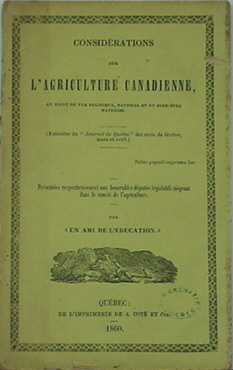 CONSIDÉRATIONS
SUR
L'AGRICULTURE CANADIENNE,
AU POINT DE VUE RELIGIEUX, NATIONAL ET DU BIEN-ÊTRE
MATÉRIEL.
(Extraites du "Journal de Québec" des mois de février,
mars et avril.)
Salus populi suprema lex.
Présentées respectueusement aux honorables députés législatifs siégeant
dans le comité de l'agriculture.
PAR
"UN AMI DE L'ÉDUCATION."
QUÉBEC:
DE L'IMPRIMERIE DE A. COTÉ ET Cie.
1860.